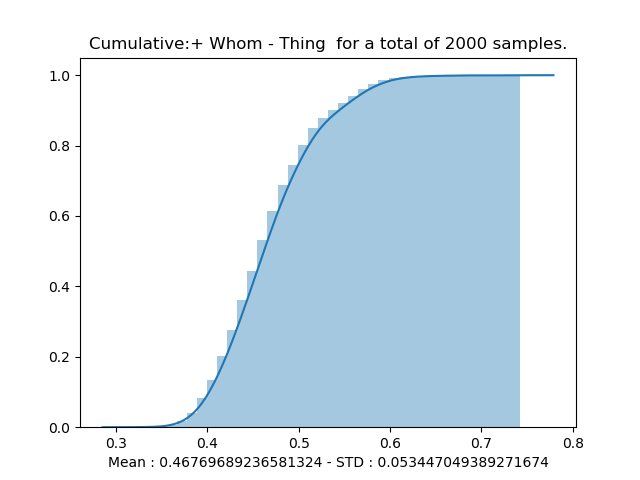 Cumulative:+ Whom - Thing  for a total of 2000 samples.
1.0
0.8
0.6
0.4
0.2
0.0
0.3 0.4 0.5 0.6 0.7 0.8
Mean : 0.46769689236581324 - STD : 0.053447049389271674